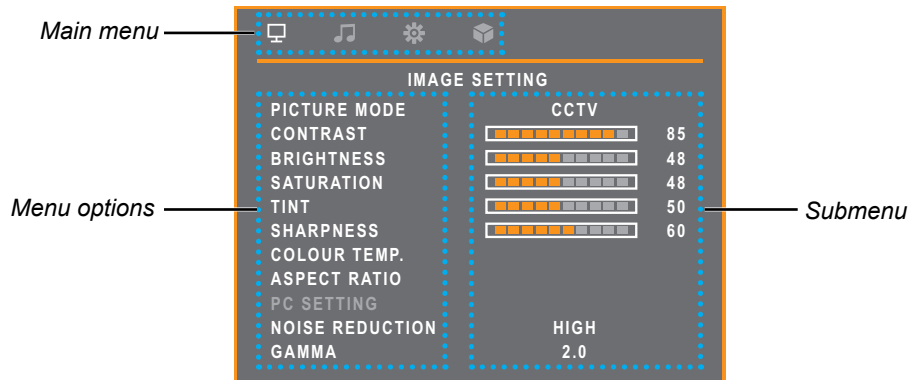 Main menu
IMAGE SETTING
PICTURE MODE CCTV
CONTRAST 85
BRIGHTNESS 48
SATURATION 48
Menu options TINT 50 Submenu
SHARPNESS 60
COLOUR TEMP.
ASPECT RATIO
PC SETTING
NOISE REDUCTION HIGH
GAMMA 2.0